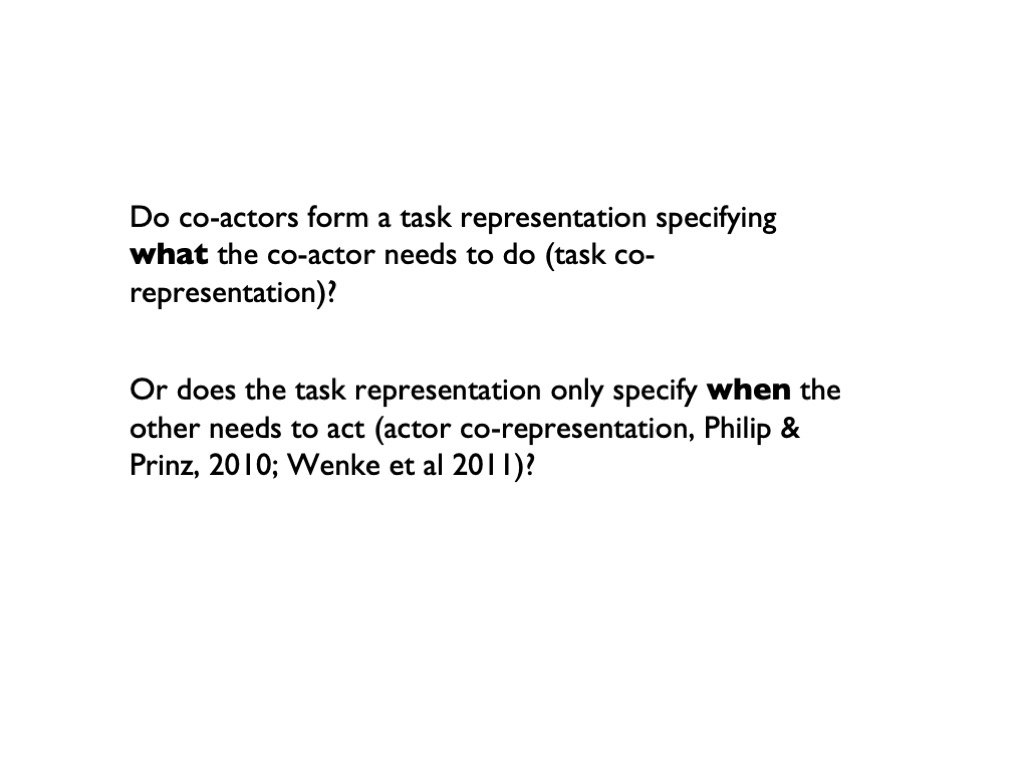 Do co-actors form a task representation specifying
what the co-actor needs to do (task co-
representation)?
Or does the task representation only specify when the
other needs to act (actor co-representation, Philip &
Prinz, 2010; Wenke et al 2011)?